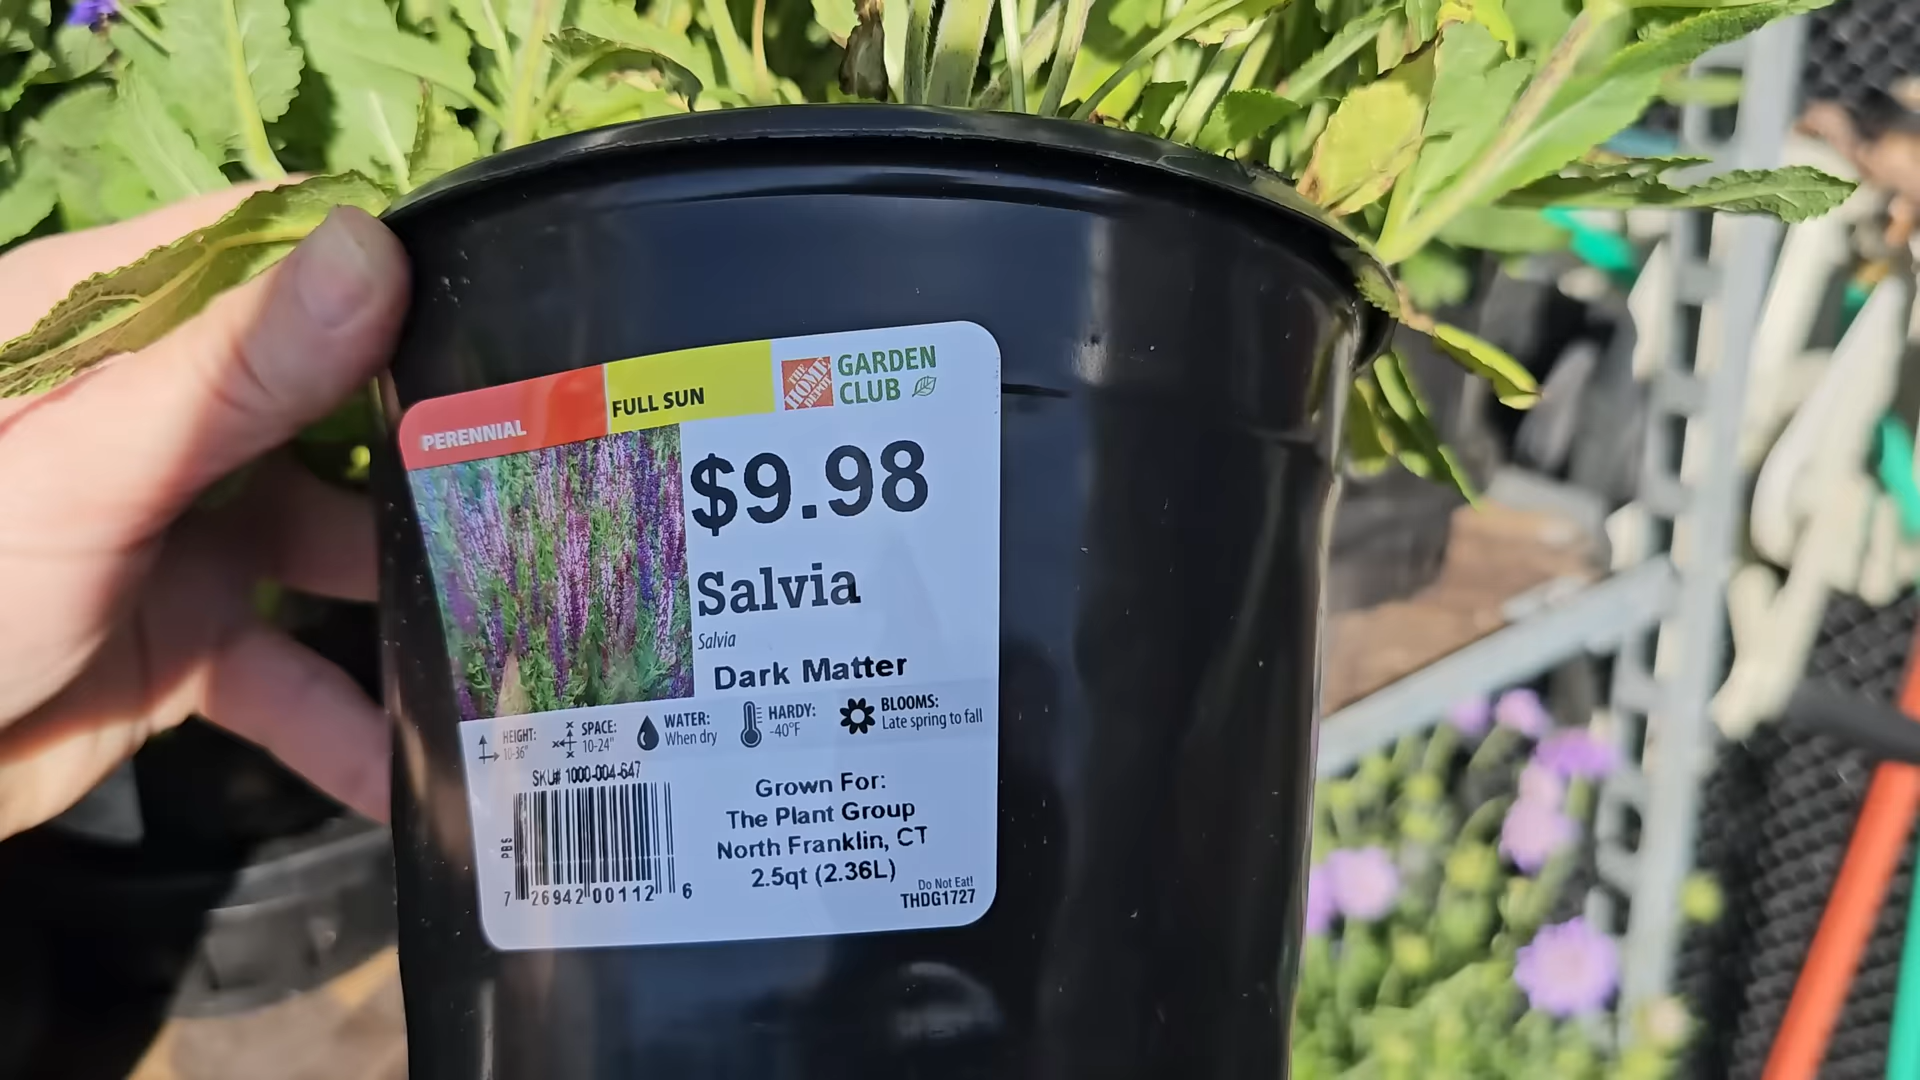 PERENNIAL
FULL SUN
THE HOME DEPOT
GARDEN CLUB
$9.98
Salvia
Salvia
Dark Matter
HEIGHT: 10-36"
SPACE: 10-24"
WATER: When dry
HARDY: -40°F
BLOOMS: Late spring to fall
SKU# 1000-004-647
PBS
7 26942 00112 6
Grown For:
The Plant Group
North Franklin, CT
2.5qt (2.36L)
Do Not Eat!
THDG1727